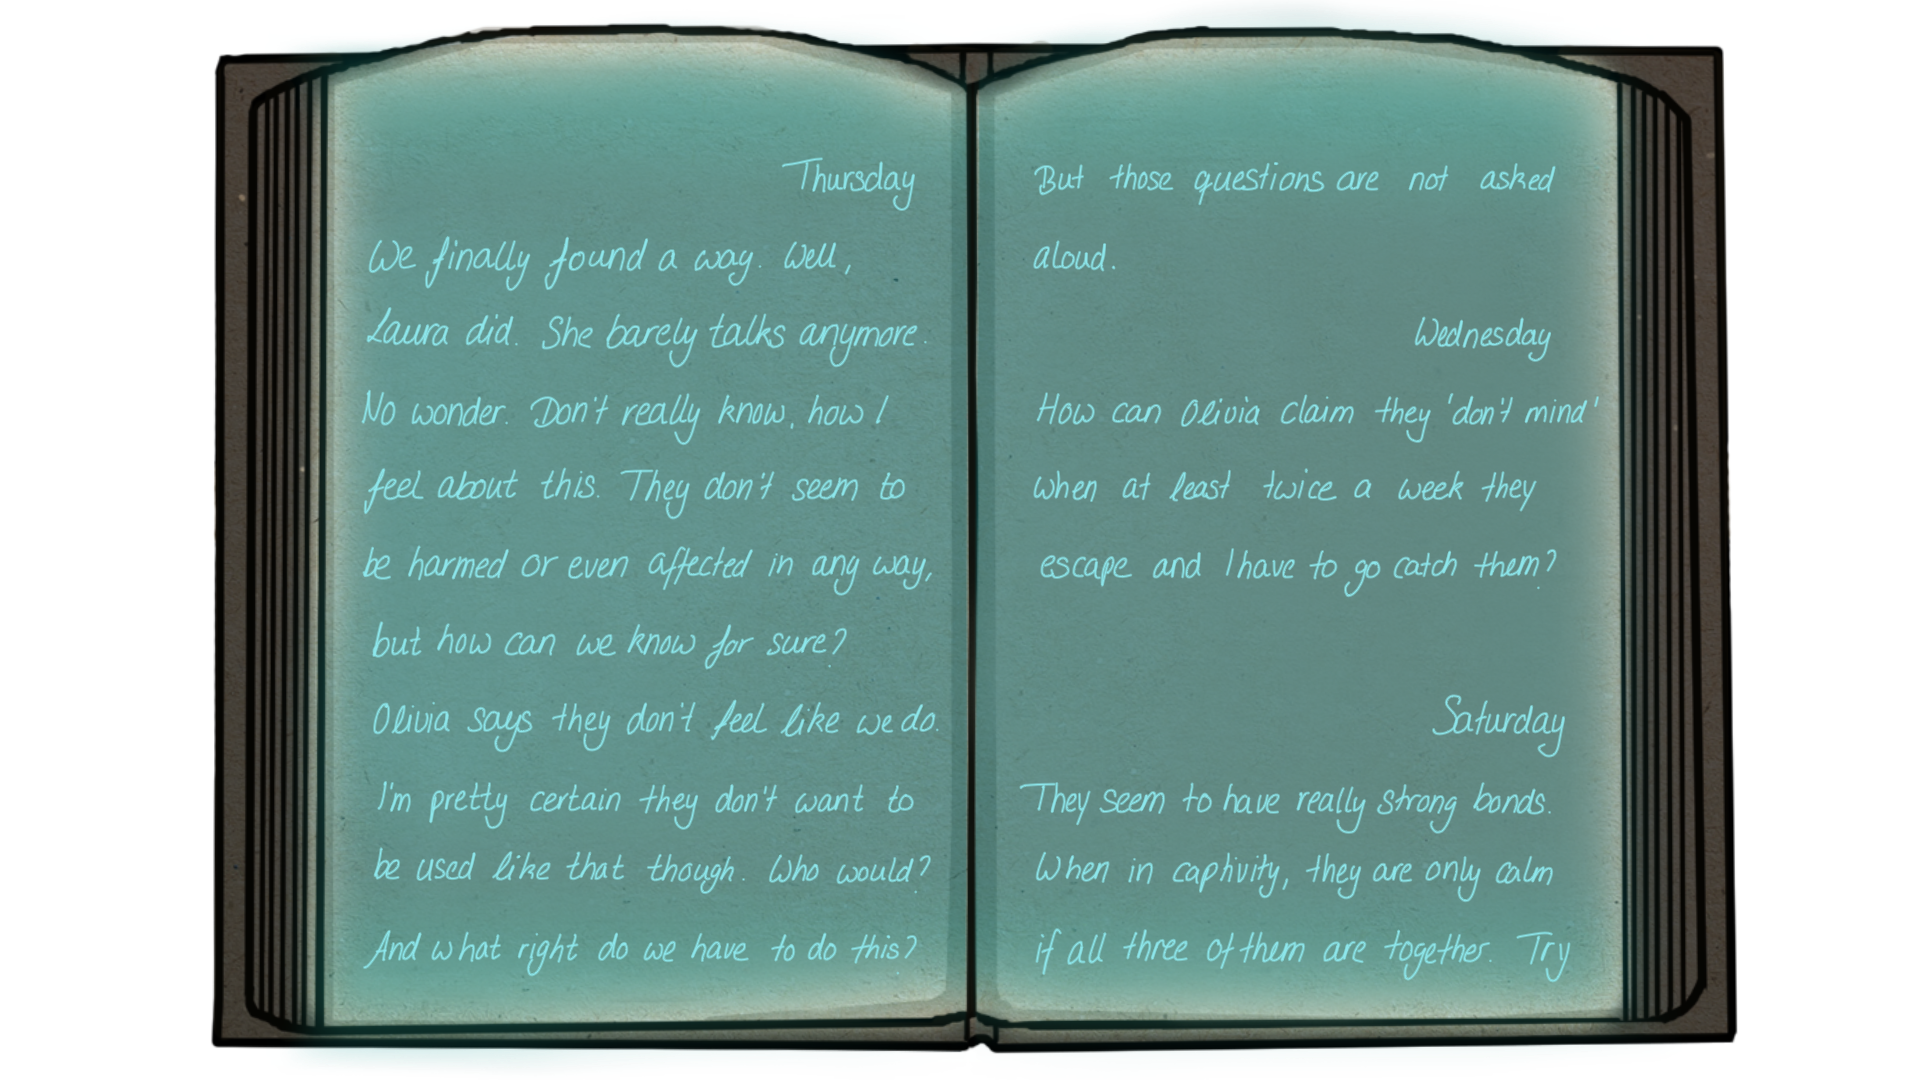 Thursday
We finally found a way. Well,
Laura did. She barely talks anymore.
No wonder. Don't really know, how I
feel about this. They don't seem to
be harmed or even affected in any way,
but how can we know for sure?
Olivia says they don't feel like we do.
I'm pretty certain they don't want to
be used like that though. Who would?
And what right do we have to do this?
But those questions are not asked
aloud.
Wednesday
How can Olivia claim they 'don't mind'
when at least twice a week they
escape and I have to go catch them?
Saturday
They seem to have really strong bonds.
When in captivity, they are only calm
if all three of them are together. Try